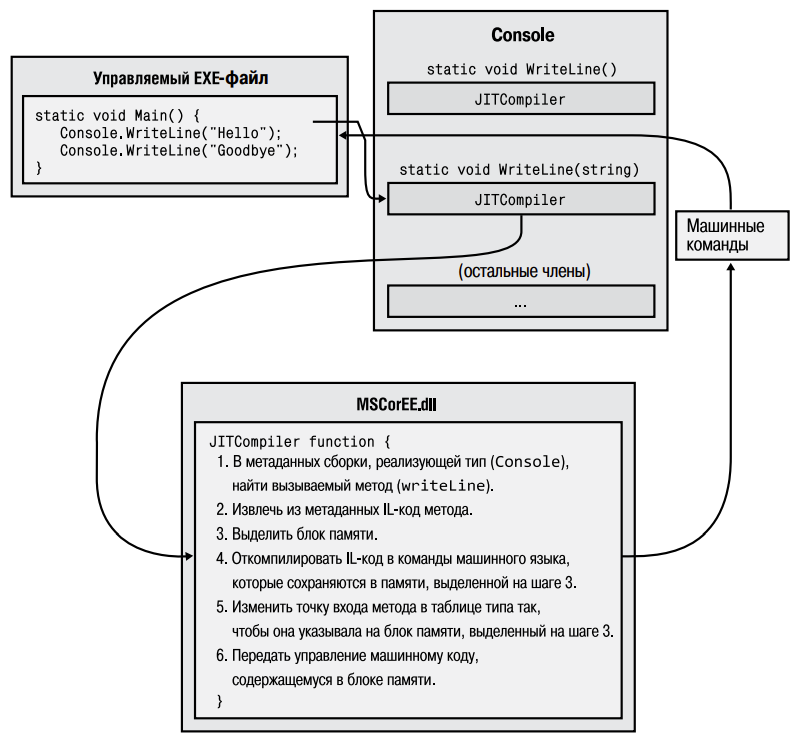 Управляемый EXE-файл
static void Main() {
Console.WriteLine("Hello");
Console.WriteLine("Goodbye");
}
Console
static void WriteLine()
JITCompiler
static void WriteLine(string)
JITCompiler
(остальные члены)
...
Машинные
команды
MSCorEE.dll
JITCompiler function {
1. В метаданных сборки, реализующей тип (Console),
найти вызываемый метод (writeLine).
2. Извлечь из метаданных IL-код метода.
3. Выделить блок памяти.
4. Откомпилировать IL-код в команды машинного языка,
которые сохраняются в памяти, выделенной на шаге 3.
5. Изменить точку входа метода в таблице типа так,
чтобы она указывала на блок памяти, выделенный на шаге 3.
6. Передать управление машинному коду,
содержащемуся в блоке памяти.
}